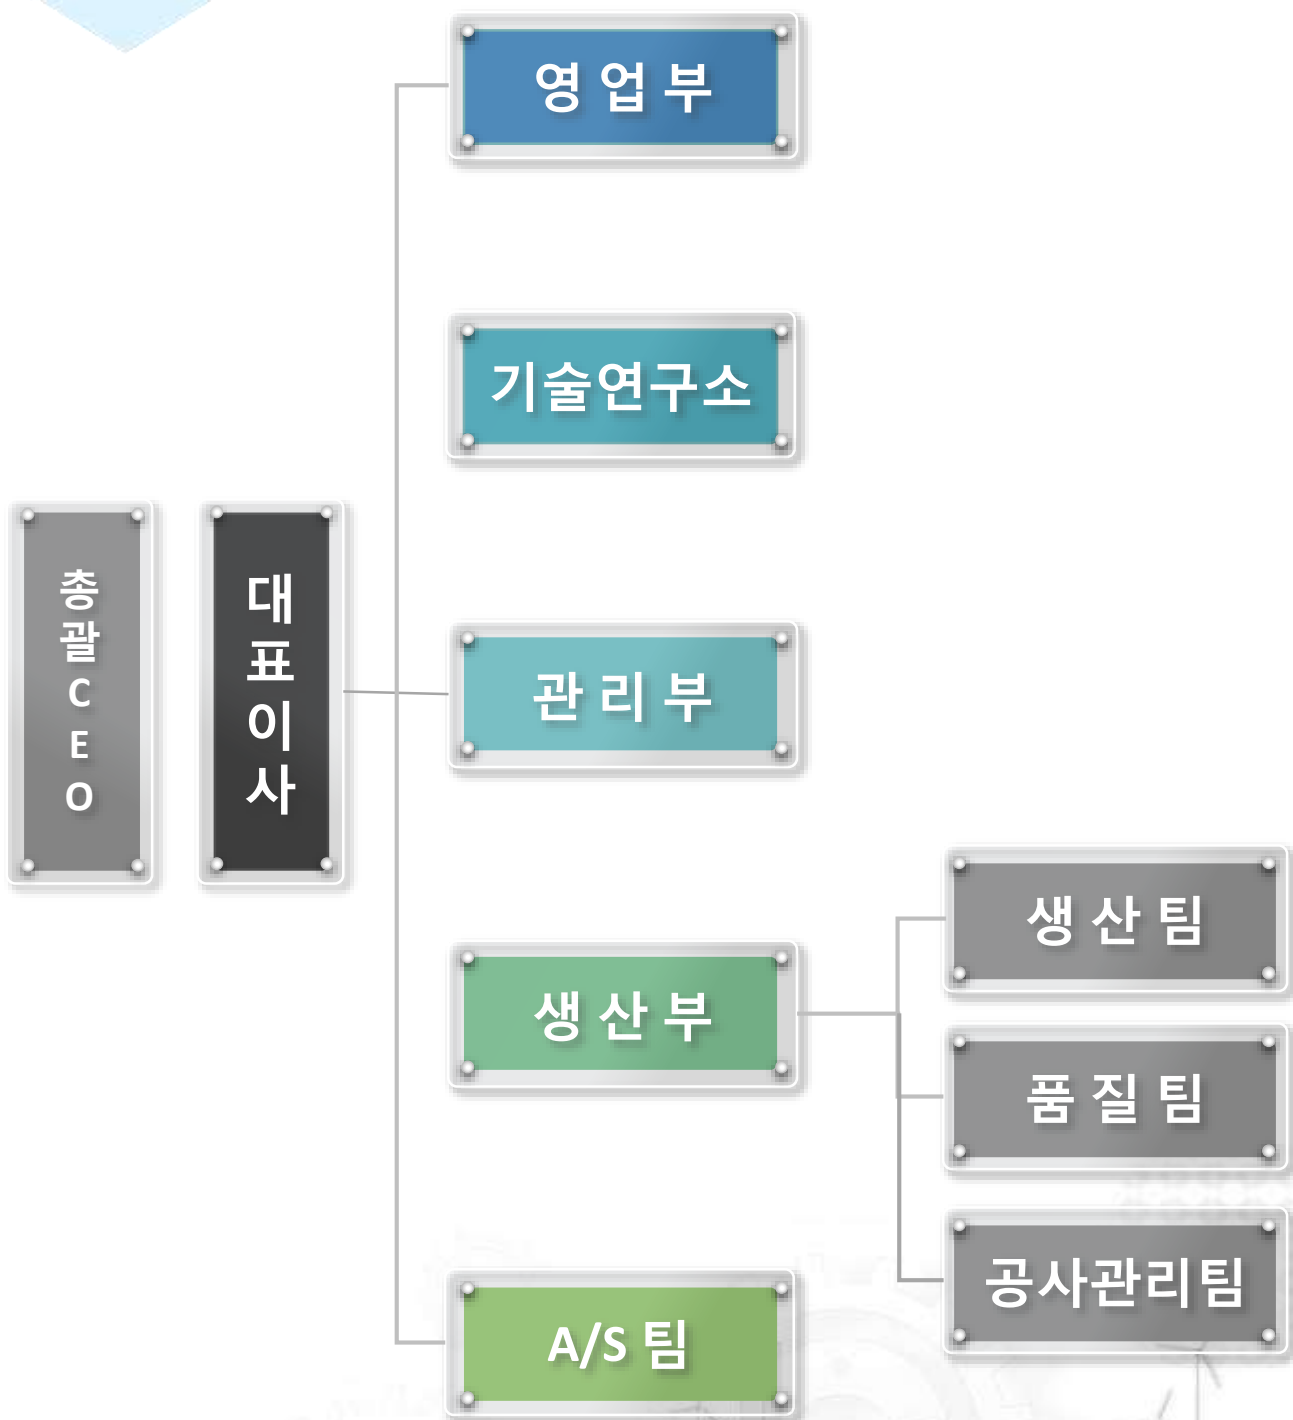 영 업 부
기술연구소
총괄CEO
대표이사
관 리 부
생 산 부
생 산 팀
품 질 팀
공사관리팀
A/S 팀